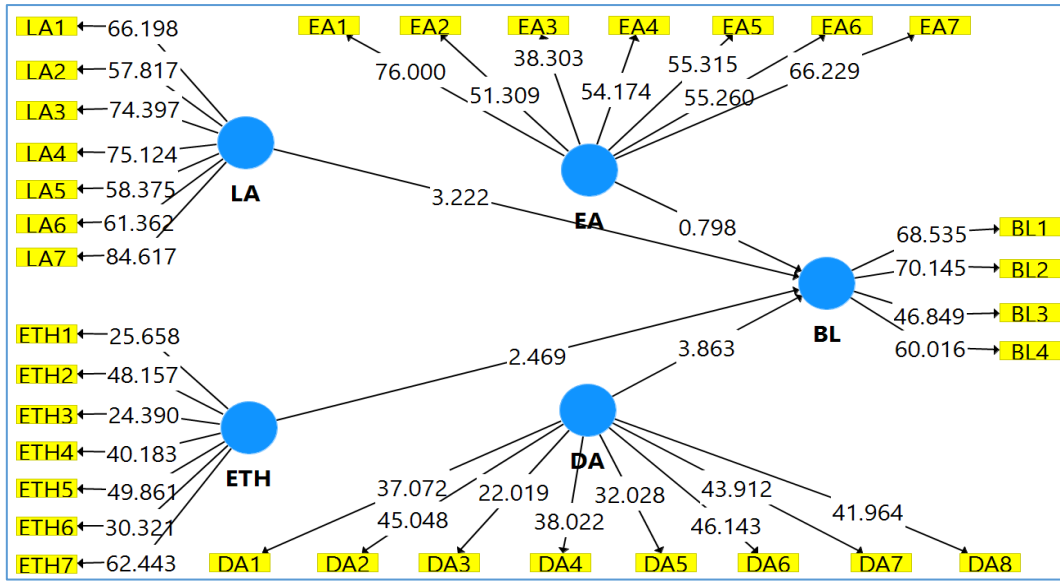 LA1 66.198
LA2 57.817
LA3 74.397
LA4 75.124
LA5 58.375
LA6 61.362
LA7 84.617
LA
EA1 EA2 EA3 EA4 EA5 EA6 EA7
76.000 51.309 38.303 54.174 55.315 55.260 66.229
EA
3.222
0.798
68.535 BL1
70.145 BL2
46.849 BL3
60.016 BL4
BL
ETH1 25.658
ETH2 48.157
ETH3 24.390
ETH4 40.183
ETH5 49.861
ETH6 30.321
ETH7 62.443
ETH
2.469
3.863
DA
37.072 45.048 22.019 38.022 32.028 46.143 43.912 41.964
DA1 DA2 DA3 DA4 DA5 DA6 DA7 DA8